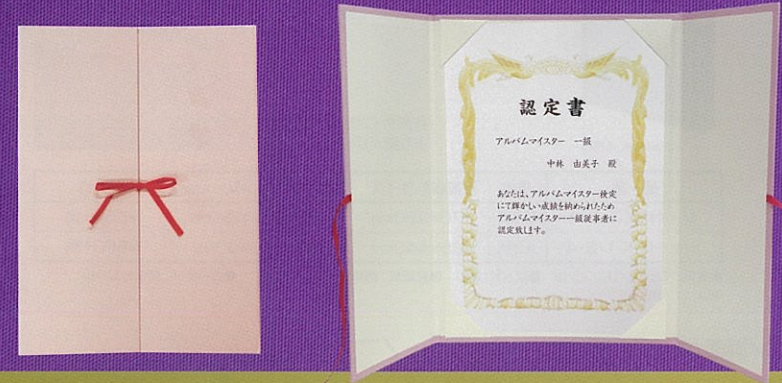 認定書
アルバムマイスター　一級
中林　由美子　殿
あなたは、アルバムマイスター検定
にて輝かしい成績を納められたため
アルバムマイスター一級従事者に
認定致します。